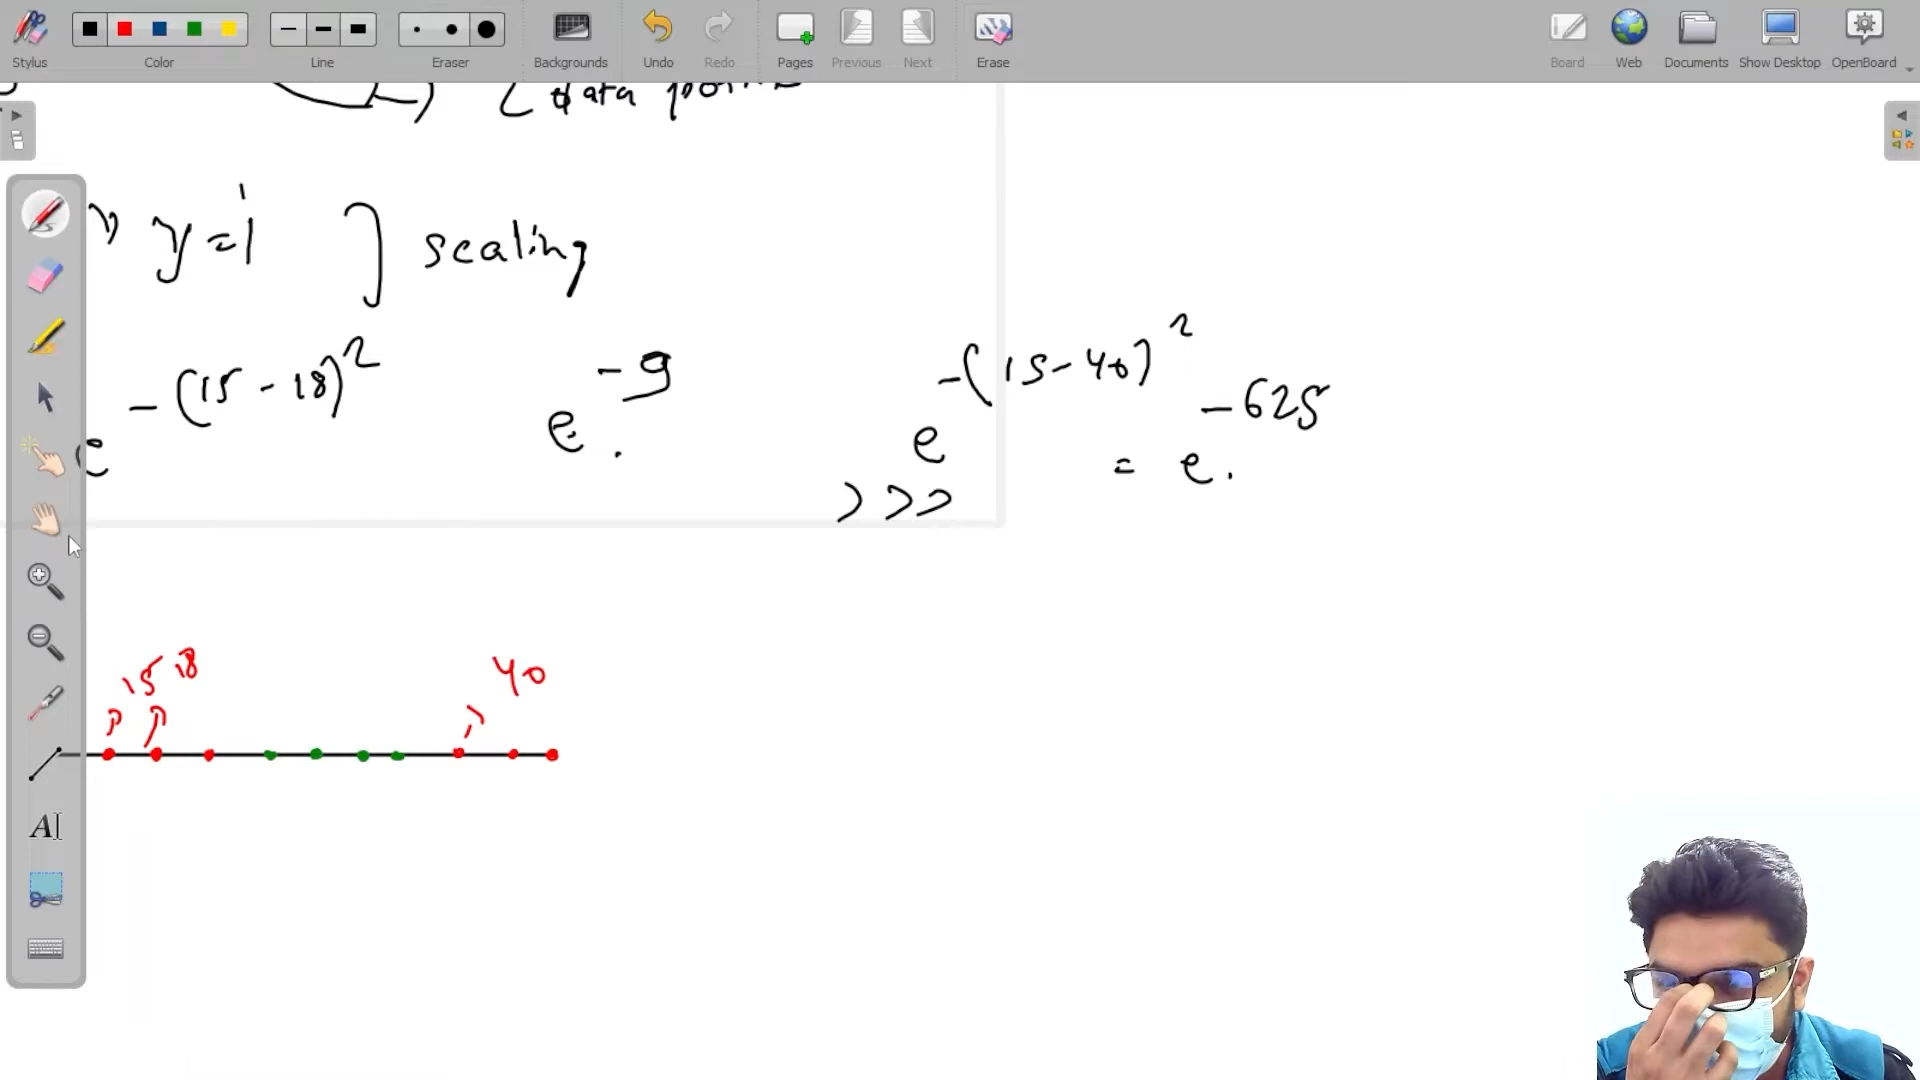 Stylus Color Line Eraser Backgrounds Undo Redo Pages Previous Next Erase Board Web Documents Show Desktop OpenBoard
( data
γ = 1 ] scaling
e^-(15-18)^2 e^-9 >>> e^-(15-40)^2 = e^-625
15 18 40
A